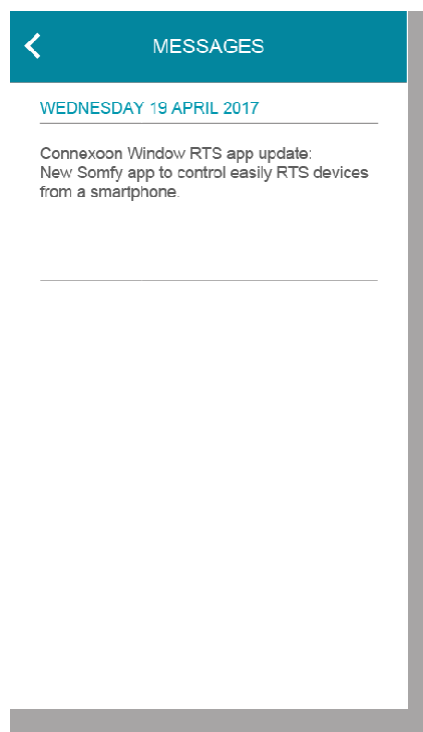 MESSAGES
WEDNESDAY 19 APRIL 2017
Connexoon Window RTS app update:
New Somfy app to control easily RTS devices
from a smartphone.